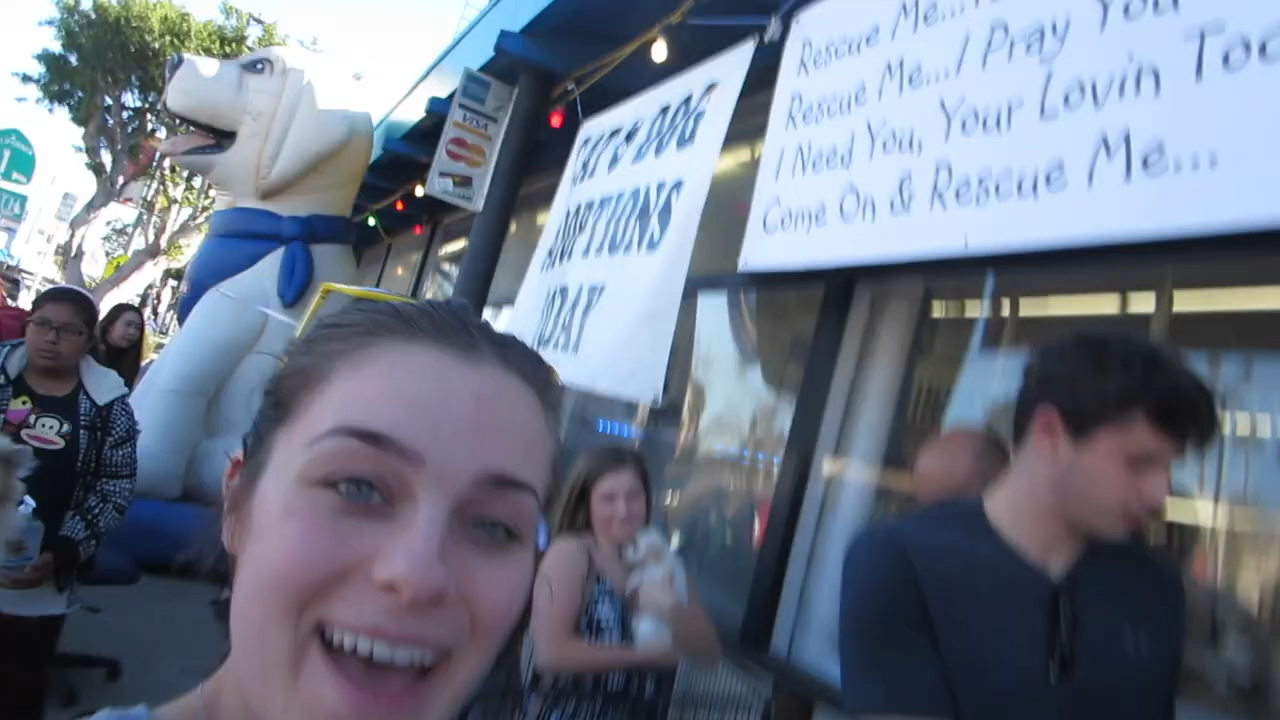 1
VISA
CAT & DOG
ADOPTIONS
Rescue Me...
Rescue Me...I Pray You
I Need You, Your Lovin Too
Come On & Rescue Me...